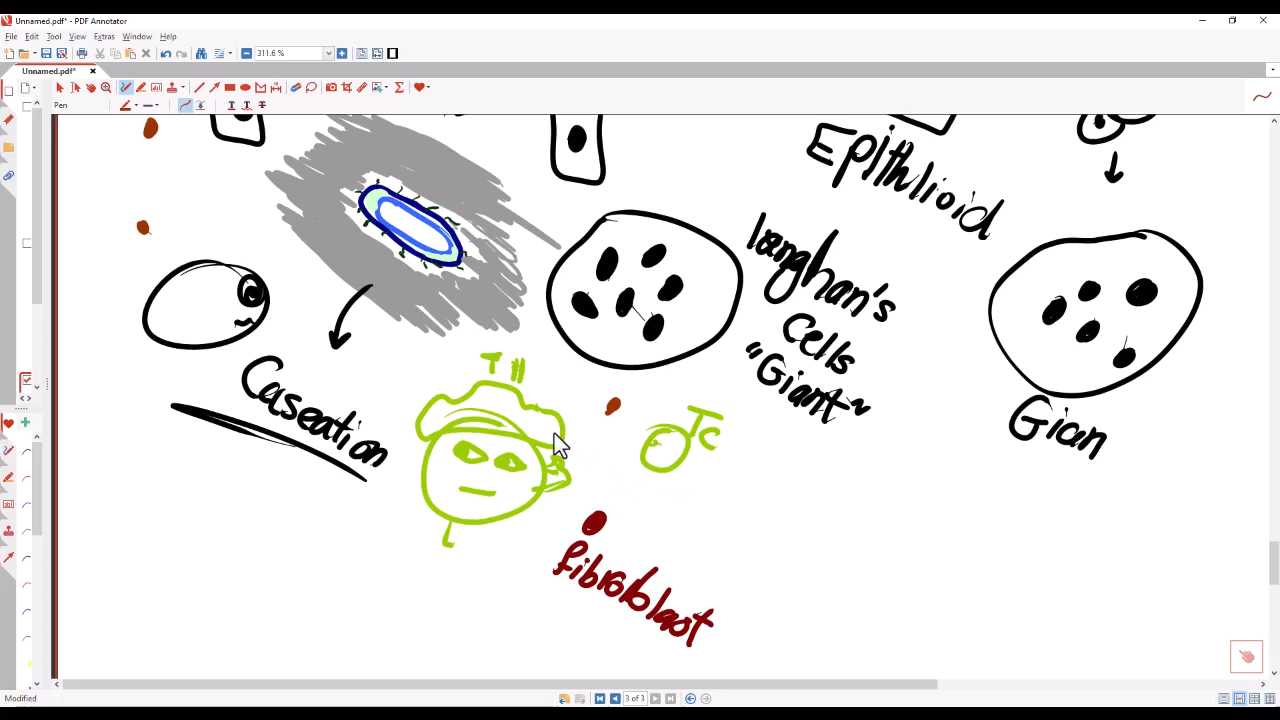 Unnamed.pdf* - PDF Annotator
File Edit Tool View Extras Window Help
311.6 %
Unnamed.pdf*
Pen
Epithlioid
langhan's
Cells
"Giant"
Gian
Caseation
TH
TC
fibroblast
Modified
3 of 3